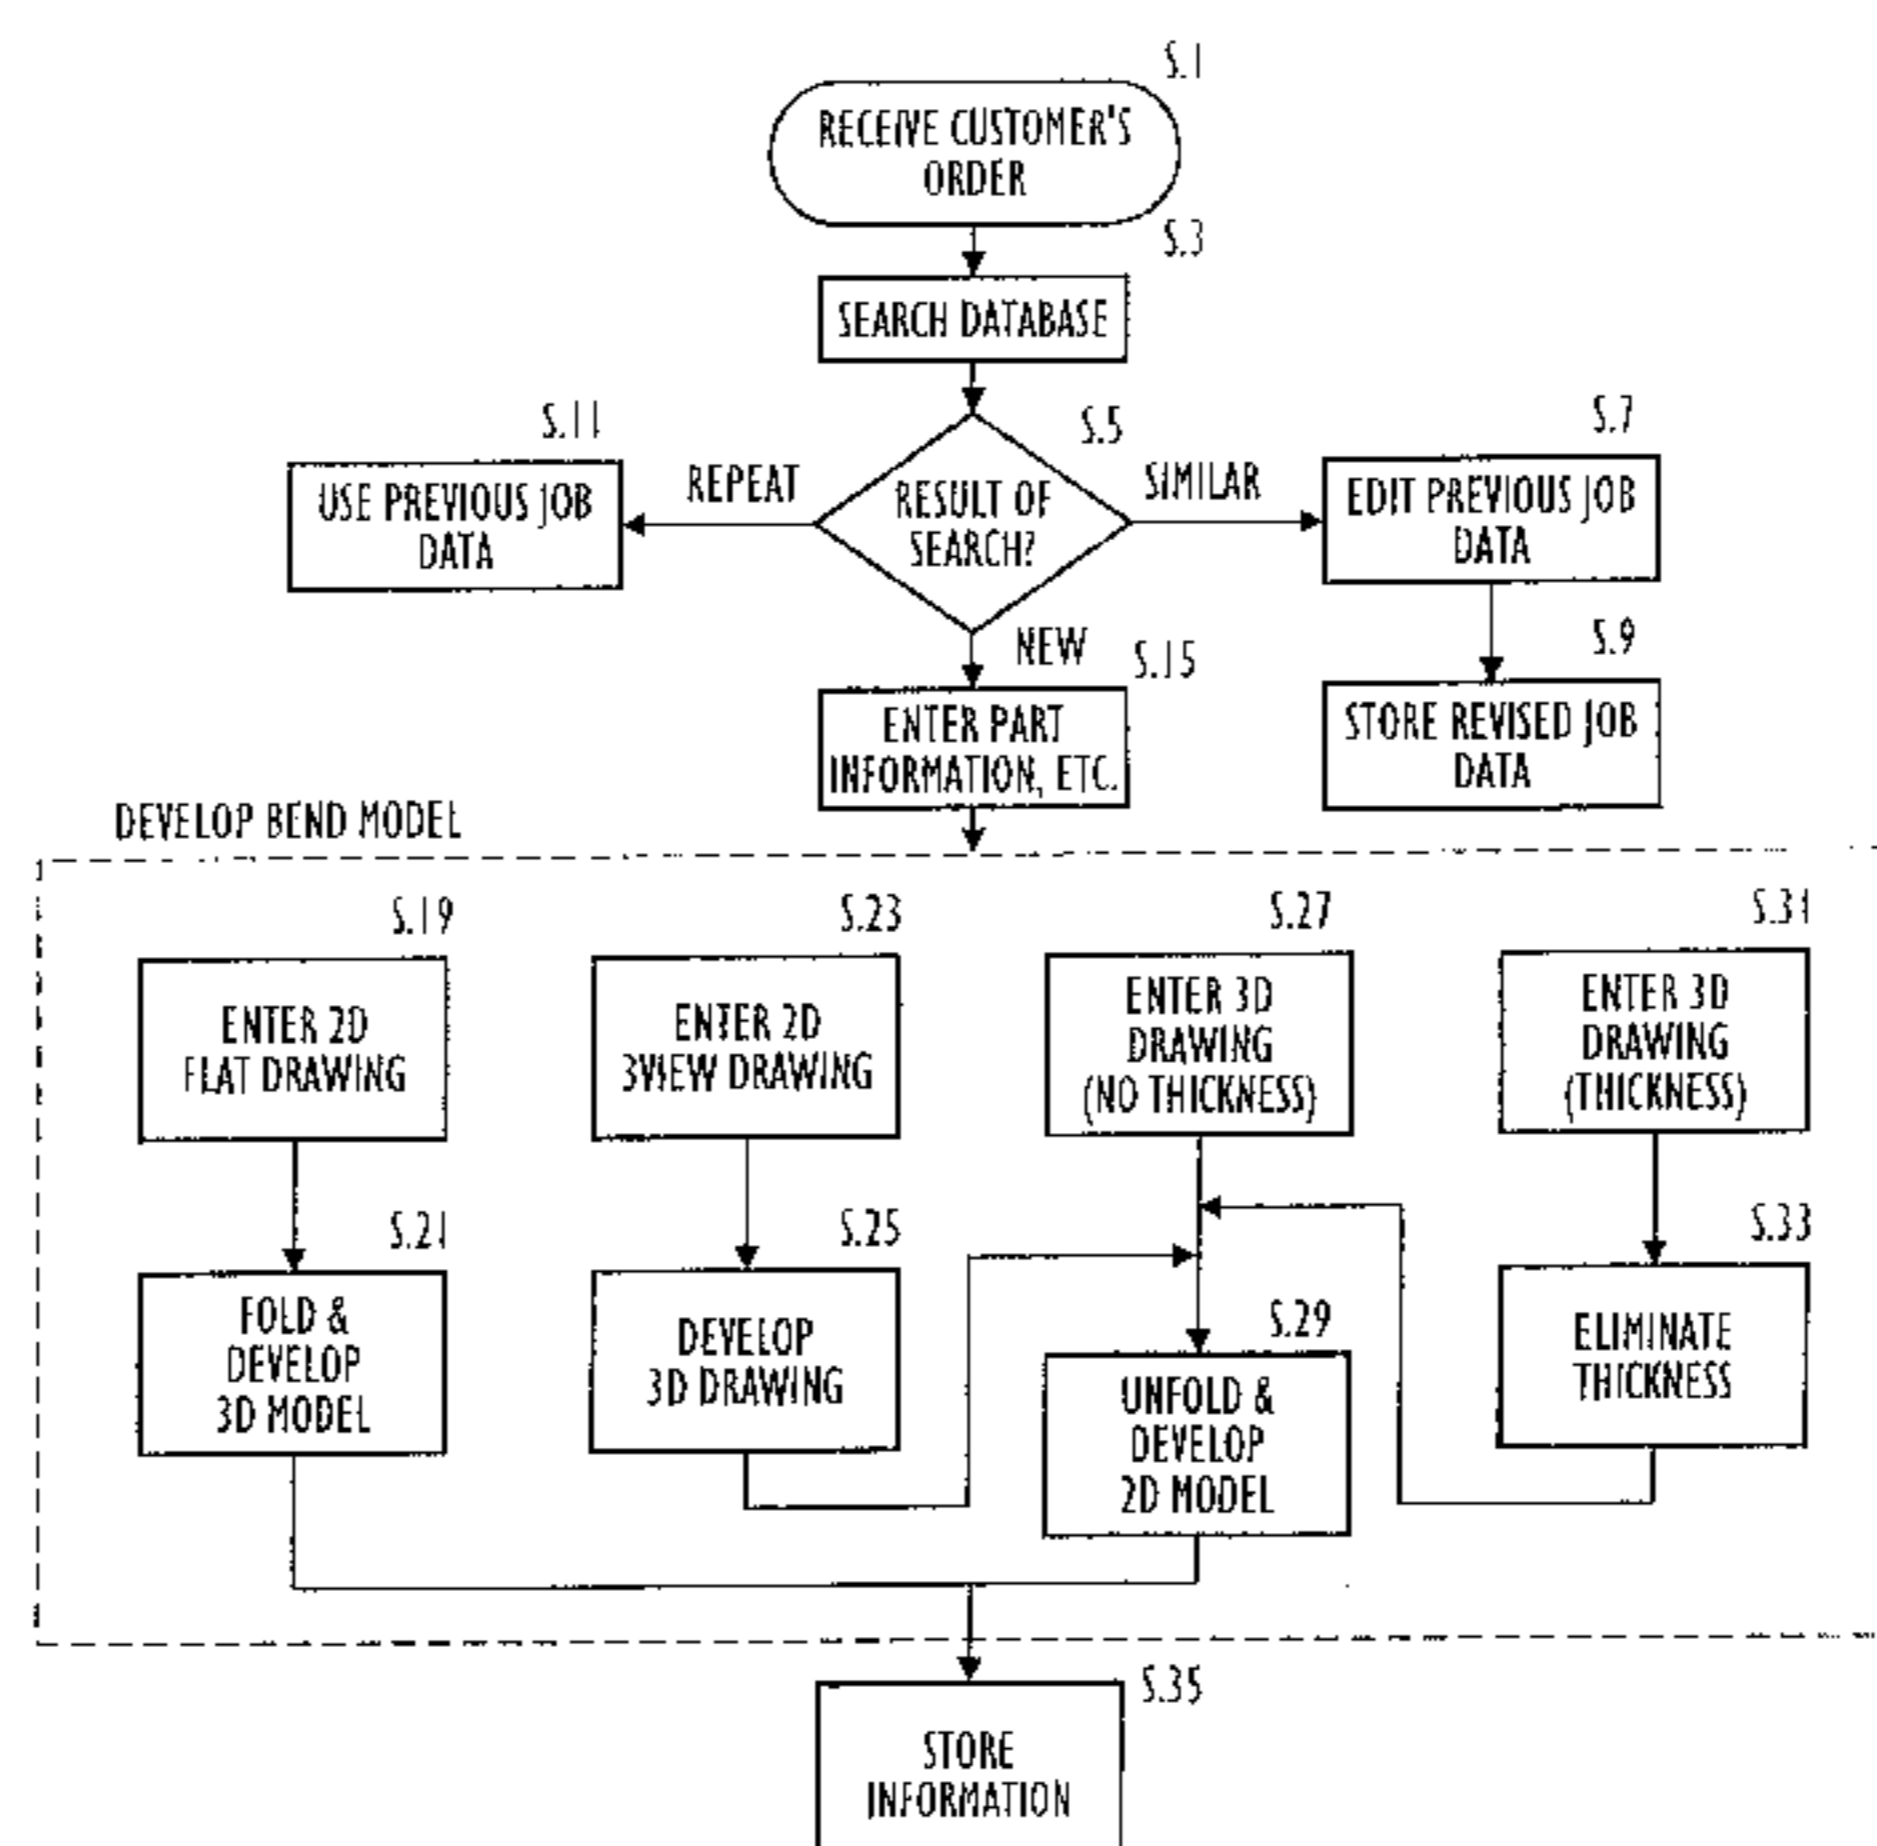 S.1
RECEIVE CUSTOMER'S
ORDER
S.3
SEARCH DATABASE
S.5
RESULT OF
SEARCH?
REPEAT
S.11
USE PREVIOUS JOB
DATA
SIMILAR
S.7
EDIT PREVIOUS JOB
DATA
S.9
STORE REVISED JOB
DATA
NEW
S.15
ENTER PART
INFORMATION, ETC.
DEVELOP BEND MODEL
S.19
ENTER 2D
FLAT DRAWING
S.21
FOLD &
DEVELOP
3D MODEL
S.23
ENTER 2D
3VIEW DRAWING
S.25
DEVELOP
3D DRAWING
S.27
ENTER 3D
DRAWING
(NO THICKNESS)
S.29
UNFOLD &
DEVELOP
2D MODEL
S.31
ENTER 3D
DRAWING
(THICKNESS)
S.33
ELIMINATE
THICKNESS
S.35
STORE
INFORMATION